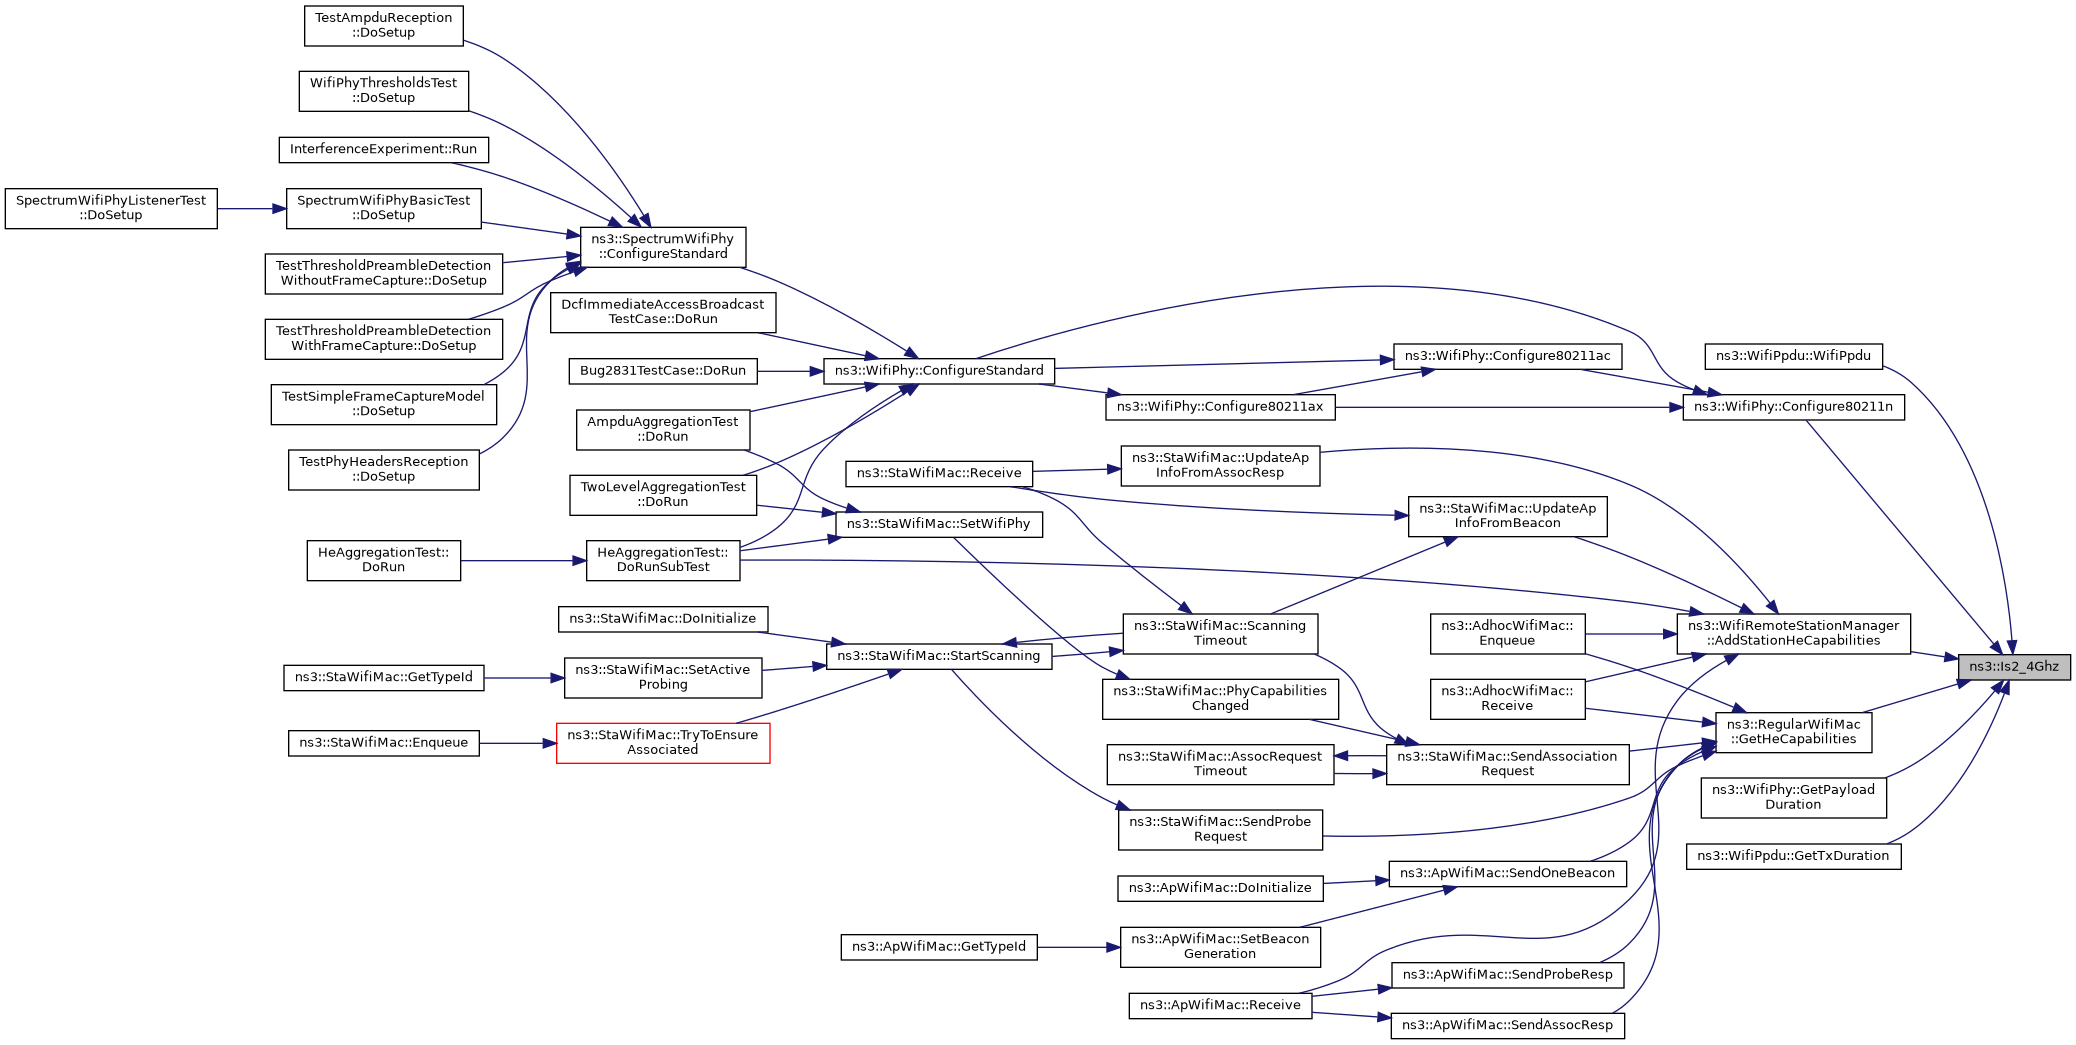 TestAmpduReception
::DoSetup
WifiPhyThresholdsTest
::DoSetup
InterferenceExperiment::Run
SpectrumWifiPhyListenerTest
::DoSetup
SpectrumWifiPhyBasicTest
::DoSetup
TestThresholdPreambleDetection
WithoutFrameCapture::DoSetup
TestThresholdPreambleDetection
WithFrameCapture::DoSetup
TestSimpleFrameCaptureModel
::DoSetup
TestPhyHeadersReception
::DoSetup
HeAggregationTest::
DoRun
ns3::StaWifiMac::GetTypeId
ns3::StaWifiMac::Enqueue
ns3::SpectrumWifiPhy
::ConfigureStandard
DcfImmediateAccessBroadcast
TestCase::DoRun
Bug2831TestCase::DoRun
AmpduAggregationTest
::DoRun
TwoLevelAggregationTest
::DoRun
HeAggregationTest::
DoRunSubTest
ns3::StaWifiMac::DoInitialize
ns3::StaWifiMac::SetActive
Probing
ns3::StaWifiMac::TryToEnsure
Associated
ns3::WifiPhy::ConfigureStandard
ns3::StaWifiMac::Receive
ns3::StaWifiMac::SetWifiPhy
ns3::StaWifiMac::StartScanning
ns3::ApWifiMac::GetTypeId
ns3::WifiPhy::Configure80211ax
ns3::StaWifiMac::UpdateAp
InfoFromAssocResp
ns3::StaWifiMac::Scanning
Timeout
ns3::StaWifiMac::PhyCapabilities
Changed
ns3::StaWifiMac::AssocRequest
Timeout
ns3::StaWifiMac::SendProbe
Request
ns3::ApWifiMac::DoInitialize
ns3::ApWifiMac::SetBeacon
Generation
ns3::ApWifiMac::Receive
ns3::WifiPhy::Configure80211ac
ns3::StaWifiMac::UpdateAp
InfoFromBeacon
ns3::AdhocWifiMac::
Enqueue
ns3::AdhocWifiMac::
Receive
ns3::StaWifiMac::SendAssociation
Request
ns3::ApWifiMac::SendOneBeacon
ns3::ApWifiMac::SendProbeResp
ns3::ApWifiMac::SendAssocResp
ns3::WifiPpdu::WifiPpdu
ns3::WifiPhy::Configure80211n
ns3::WifiRemoteStationManager
::AddStationHeCapabilities
ns3::RegularWifiMac
::GetHeCapabilities
ns3::WifiPhy::GetPayload
Duration
ns3::WifiPpdu::GetTxDuration
ns3::Is2_4Ghz